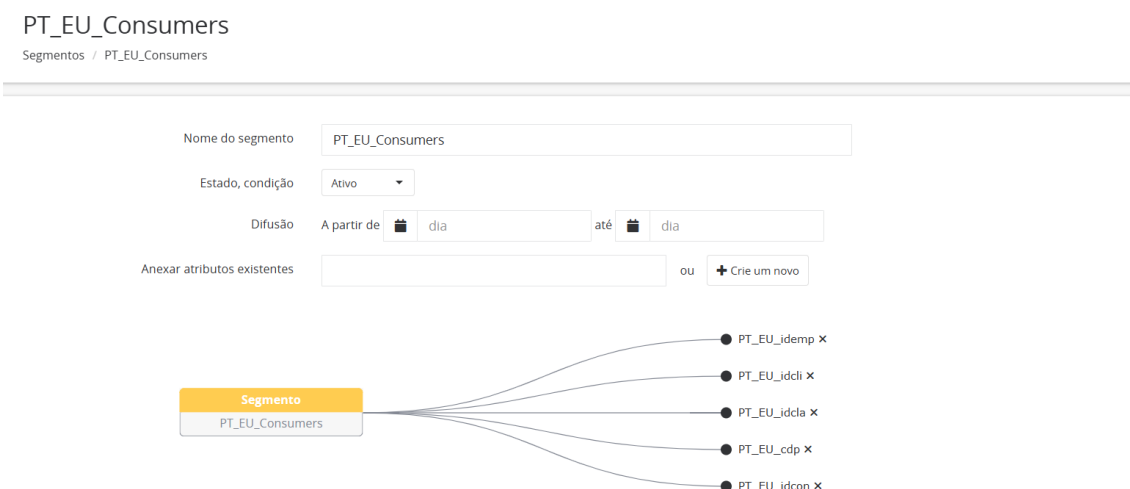 PT_EU_Consumers
Segmentos / PT_EU_Consumers
Nome do segmento PT_EU_Consumers
Estado, condição Ativo
Difusão A partir de dia até dia
Anexar atributos existentes ou Crie um novo
PT_EU_idemp ×
PT_EU_idcli ×
Segmento
PT_EU_idcla ×
PT_EU_Consumers
PT_EU_cdp ×
PT_EU_idcon ×